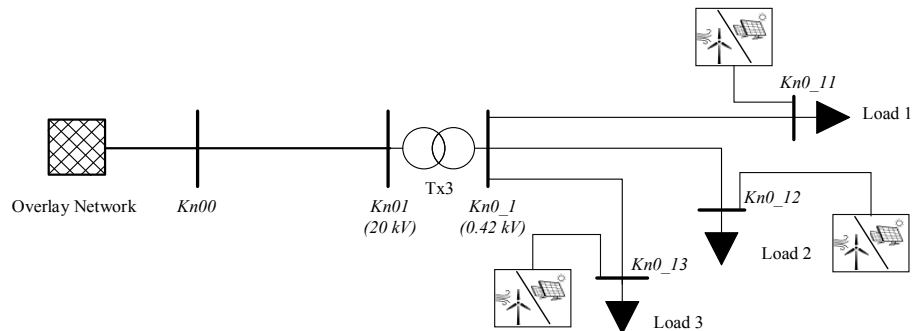 Kn0_11
Load 1
Tx3
Overlay Network
Kn00
Kn01
(20 kV)
Kn0_1
(0.42 kV)
Kn0_12
Load 2
Kn0_13
Load 3